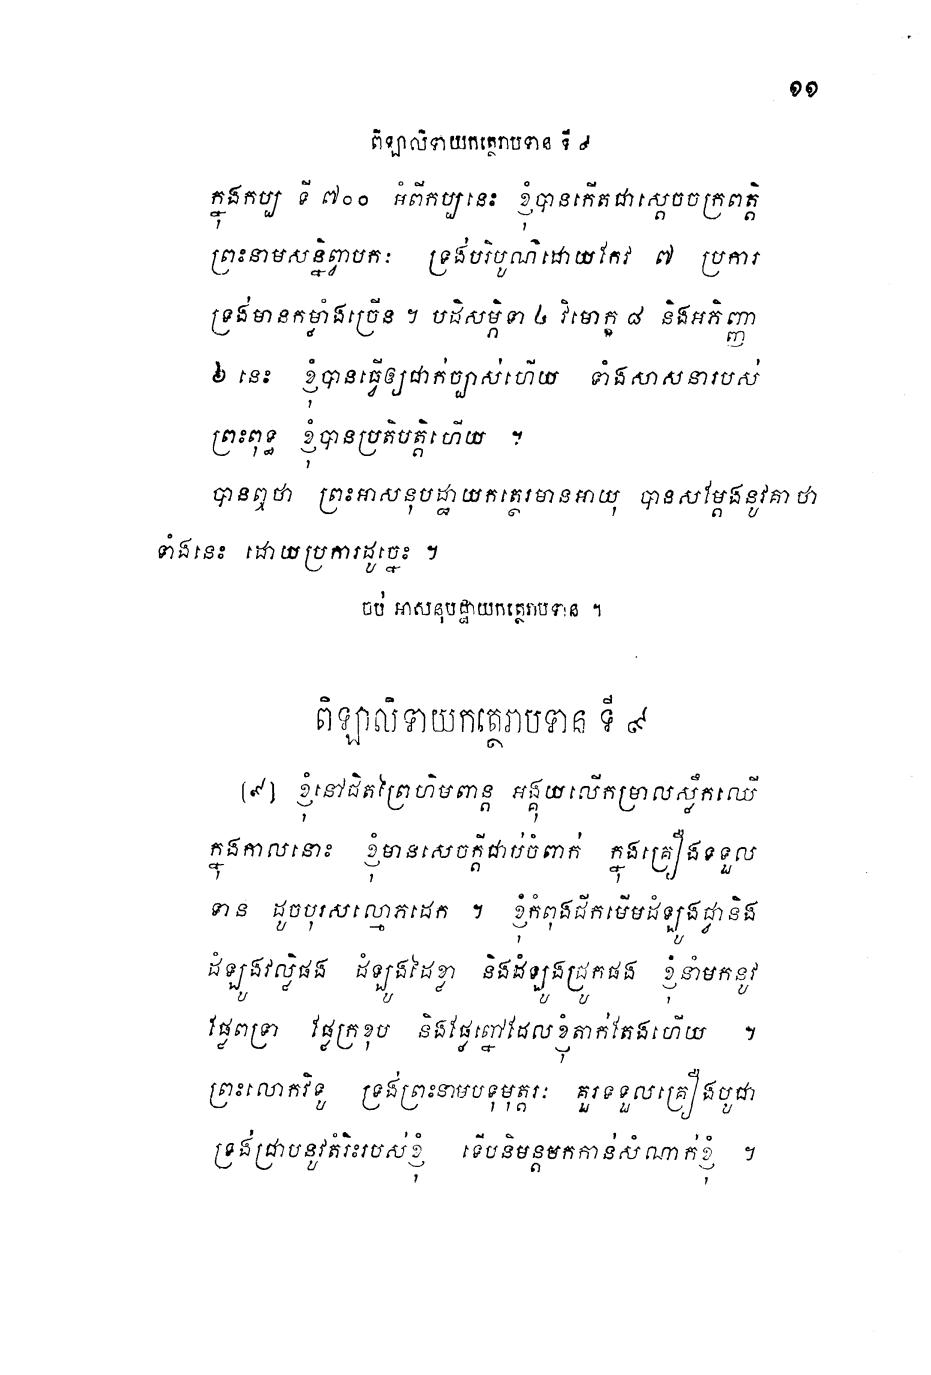 ១១
ពិឡាលិទាយកត្ថេរាបទាន ទី ៩
ក្នុងកប្ប ទី ៧០០ អំពីកប្បនេះ ខ្ញុំបានកើតជាស្តេចចក្រពត្តិ
ព្រះនាមសន្និព្វាបកៈ ទ្រង់បរិបូណ៌ដោយកែវ ៧ ប្រការ
ទ្រង់មានកម្លាំងច្រើន ។ បដិសម្ភិទា ៤ វិមោក្ខ ៨ និងអភិញ្ញា
៦ នេះ ខ្ញុំបានធ្វើឲ្យជាក់ច្បាស់ហើយ ទាំងសាសនារបស់
ព្រះពុទ្ធ ខ្ញុំបានប្រតិបត្តិហើយ ។
បានឮថា ព្រះអាសនុបដ្ឋាយកត្ថេរមានអាយុ បានសម្តែងនូវគាថា
ទាំងនេះ ដោយប្រការដូច្នេះ ។
ចប់ អាសនុបដ្ឋាយកត្ថេរាបទាន ។
ពិឡាលិទាយកត្ថេរាបទាន ទី ៩
(៩) ខ្ញុំនៅជិតព្រៃហិមពាន្ត អង្គុយលើកម្រាលស្លឹកឈើ
ក្នុងកាលនោះ ខ្ញុំមានសេចក្តីជាប់ចំពាក់ ក្នុងគ្រឿងទទួល
ទាន ដូចបុរសល្មោភដេក ។ ខ្ញុំកំពុងជីកមើមដំឡូងជ្វានិង
ដំឡូងវល្លិផង ដំឡូងដៃខ្លា និងដំឡូងជ្រូកផង ខ្ញុំនាំមកនូវ
ផ្លែពទ្រា ផ្លែក្រខុប និងផ្លែព្នៅដែលខ្ញុំតាក់តែងហើយ ។
ព្រះលោកវិទូ ទ្រង់ព្រះនាមបទុមុត្តរៈ គួរទទួលគ្រឿងបូជា
ទ្រង់ជ្រាបនូវតំរិះរបស់ខ្ញុំ ទើបនិមន្តមកកាន់សំណាក់ខ្ញុំ ។